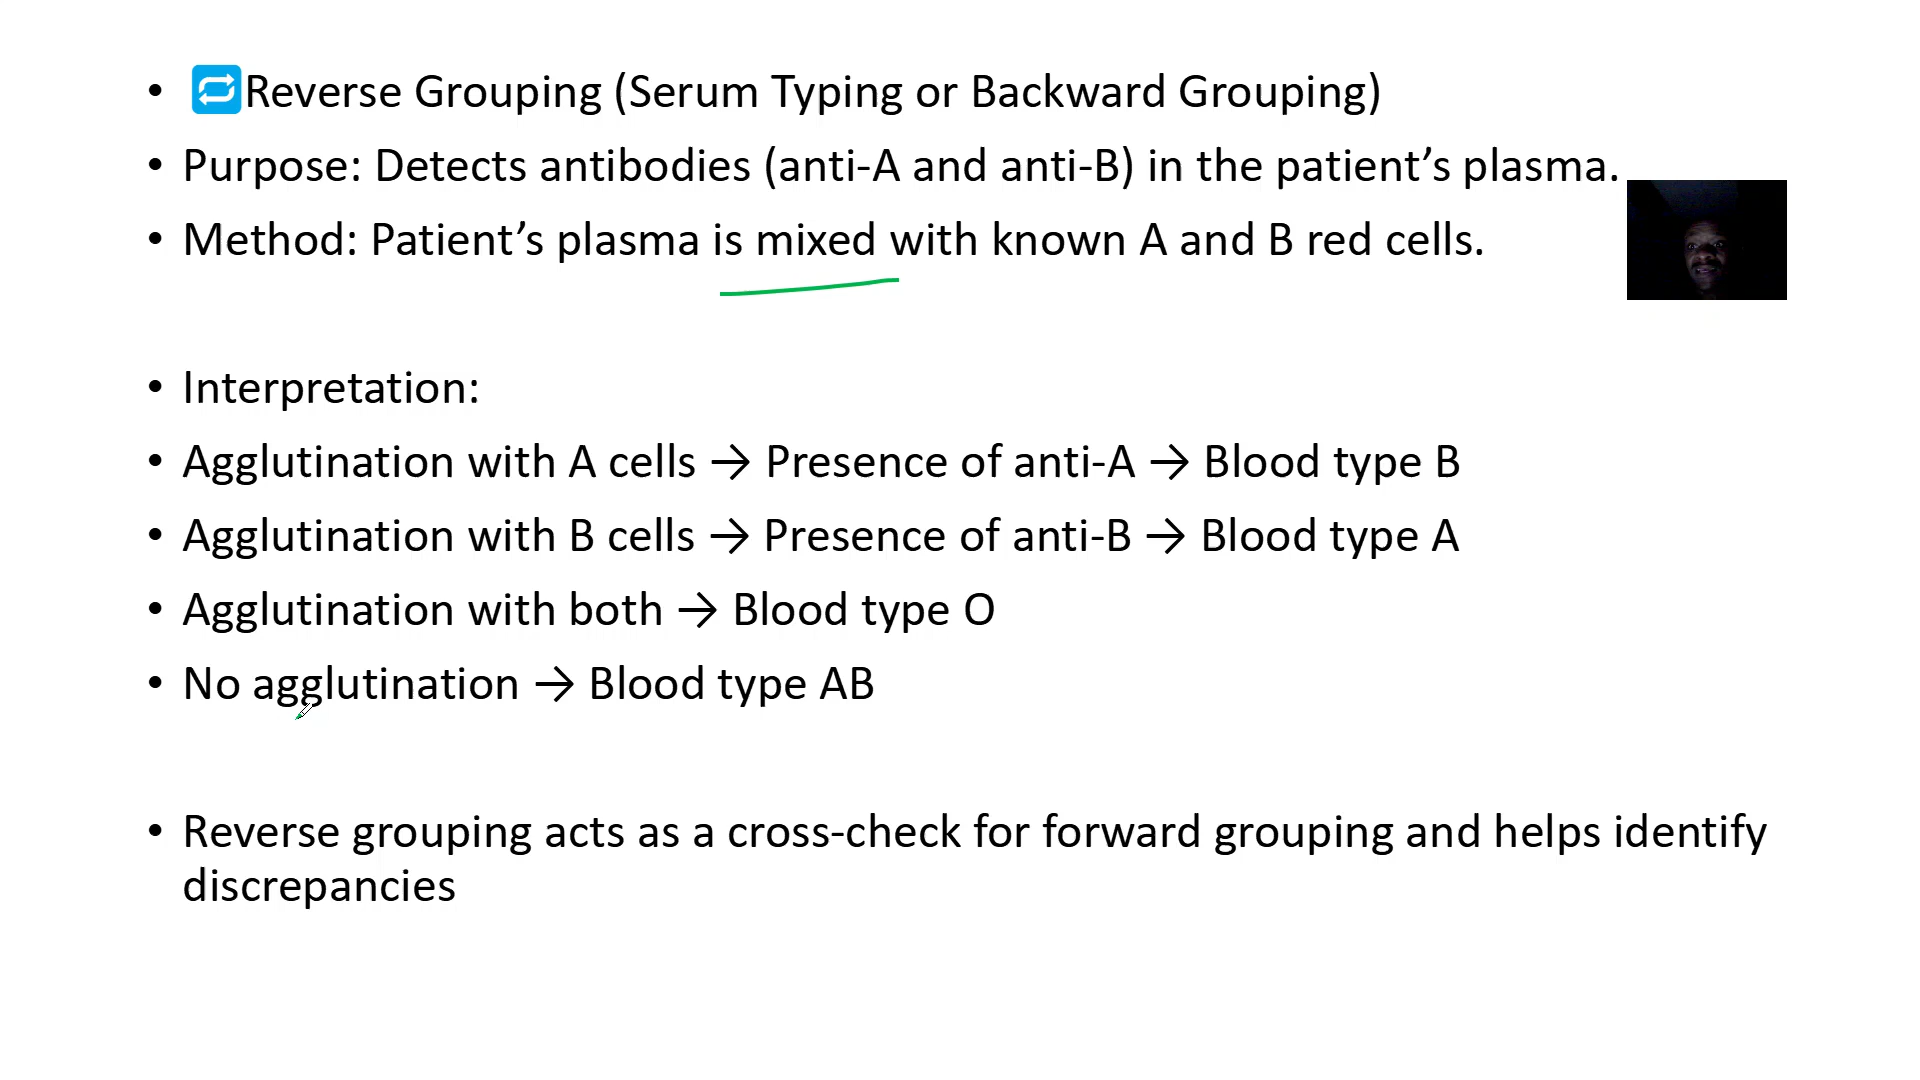 • 🔁Reverse Grouping (Serum Typing or Backward Grouping)
• Purpose: Detects antibodies (anti-A and anti-B) in the patient’s plasma.
• Method: Patient’s plasma is mixed with known A and B red cells.
• Interpretation:
• Agglutination with A cells → Presence of anti-A → Blood type B
• Agglutination with B cells → Presence of anti-B → Blood type A
• Agglutination with both → Blood type O
• No agglutination → Blood type AB
• Reverse grouping acts as a cross-check for forward grouping and helps identify
discrepancies